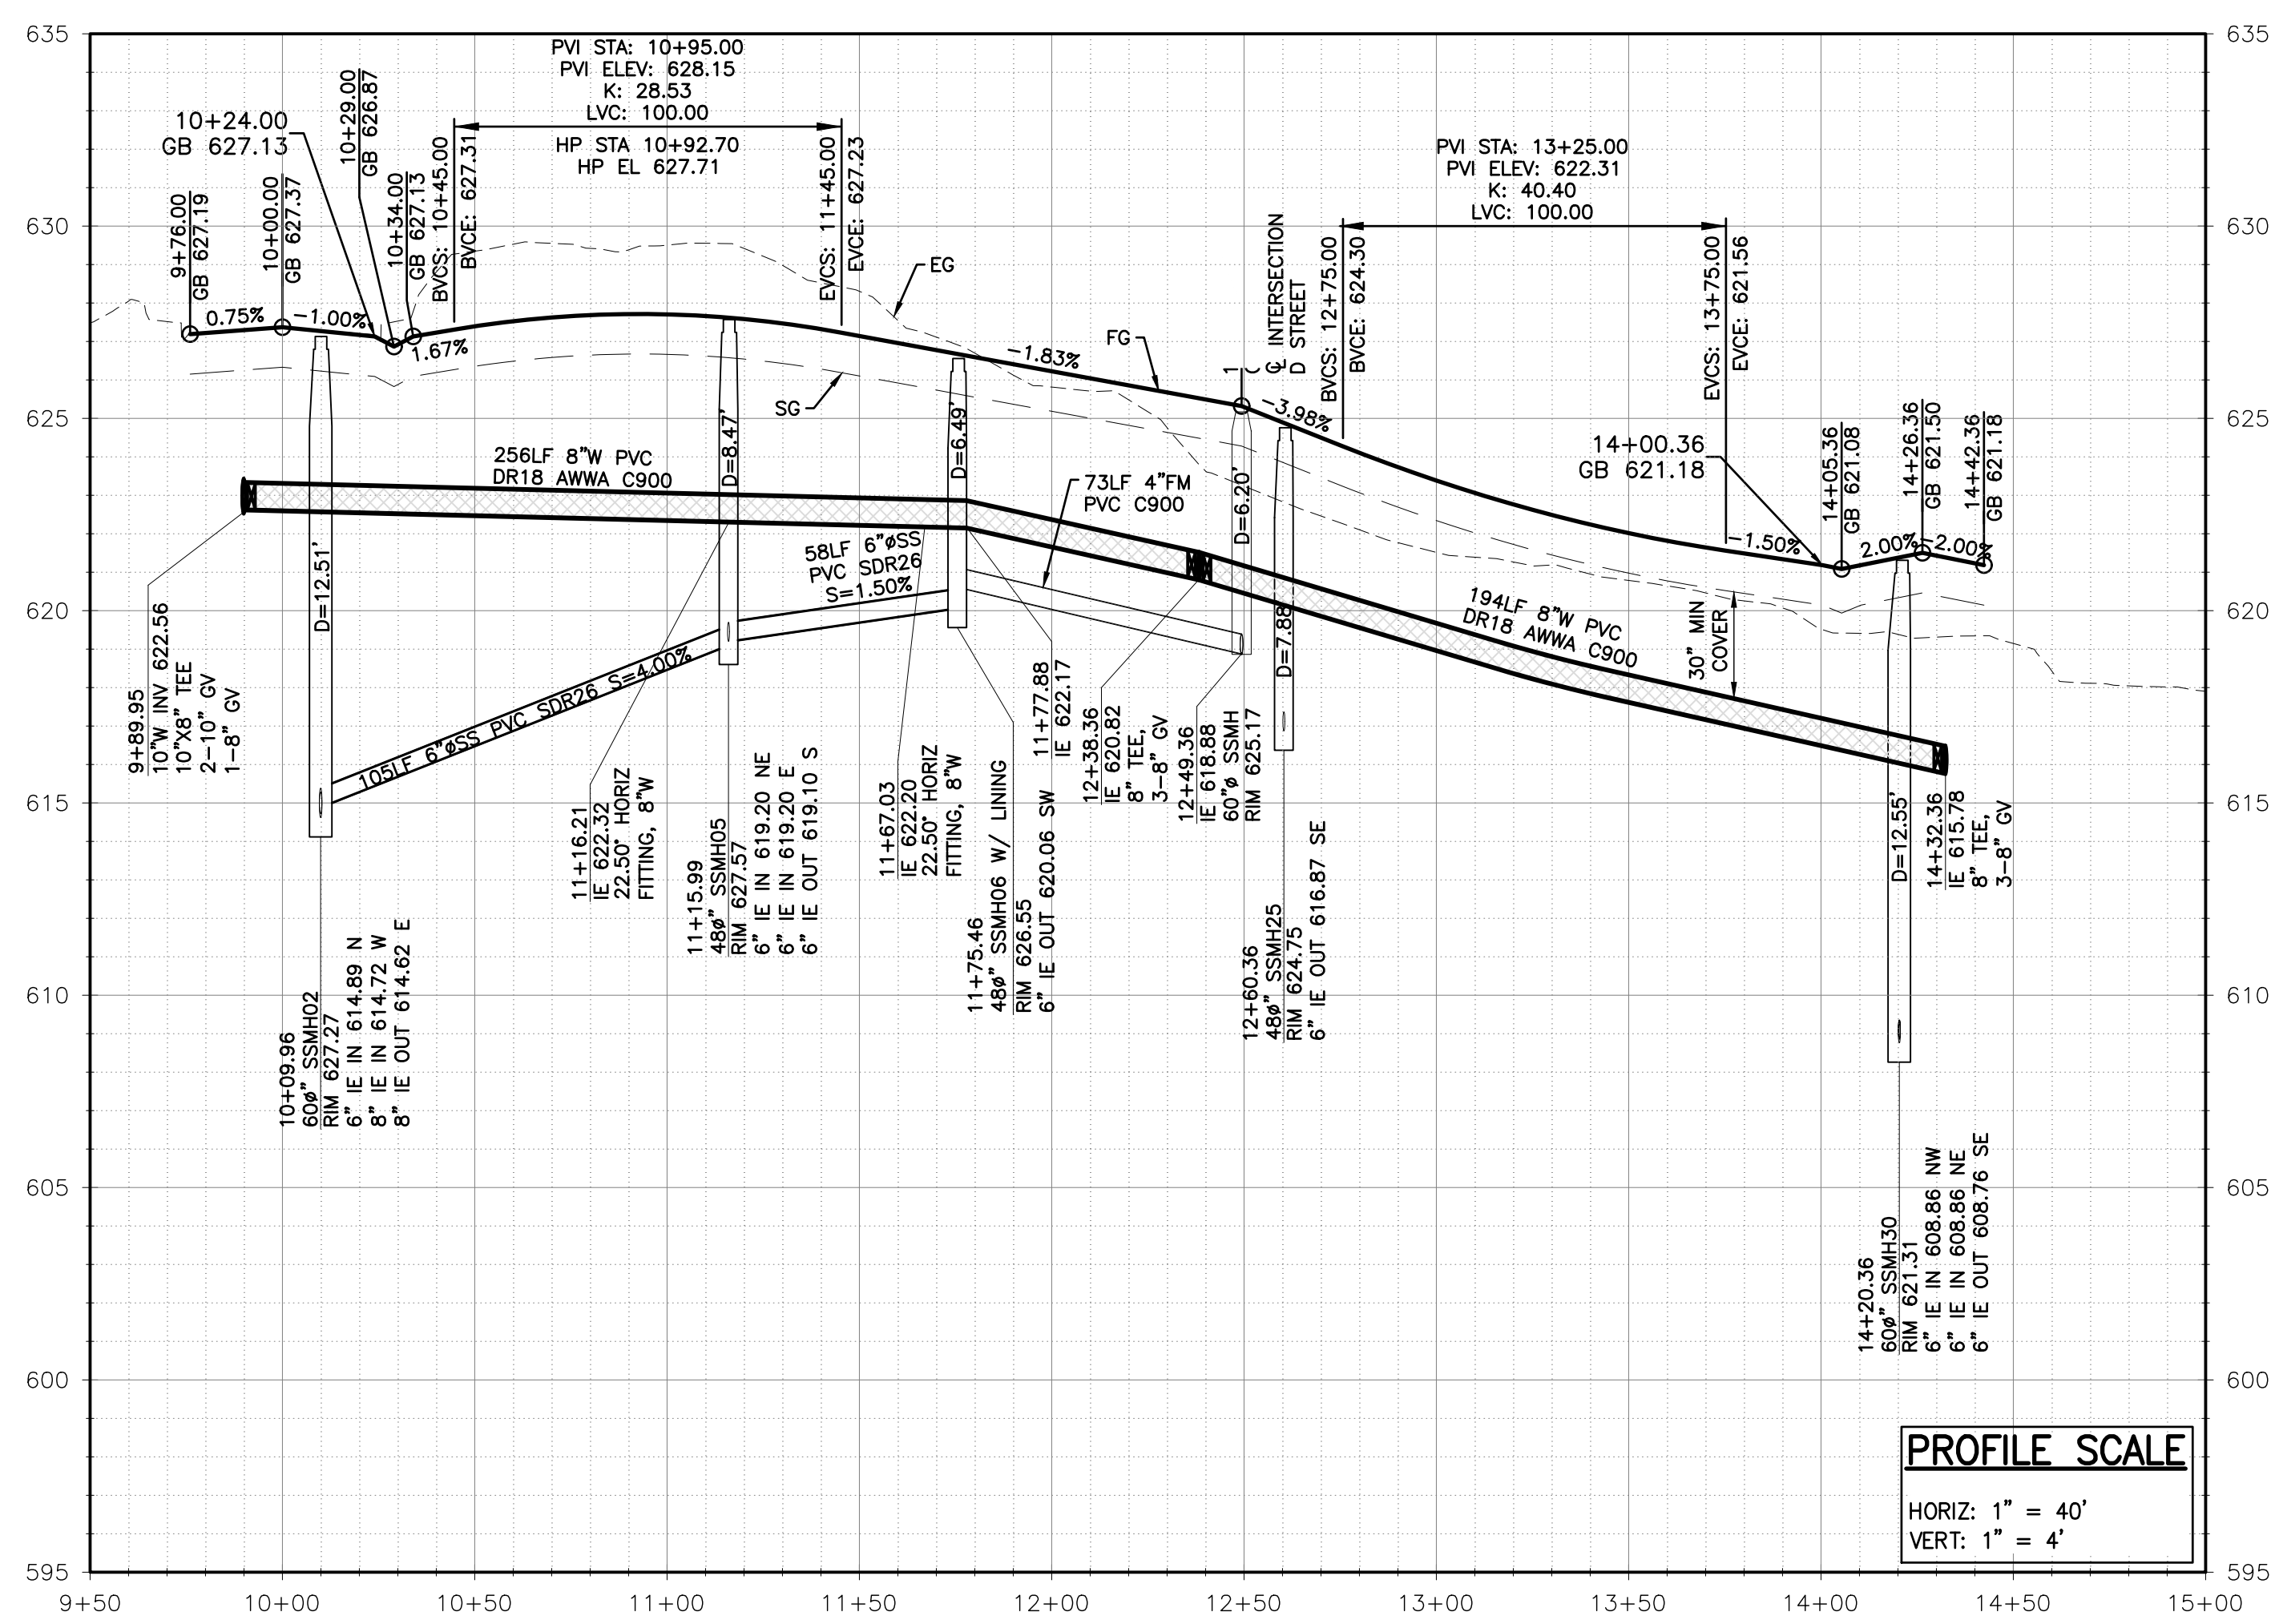 635
630
625
620
615
610
605
600
595
635
630
625
620
615
610
605
600
595
9+50
10+00
10+50
11+00
11+50
12+00
12+50
13+00
13+50
14+00
14+50
15+00
9+76.00
GB 627.19
10+00.00
GB 627.37
10+24.00
GB 627.13
10+29.00
GB 626.87
10+34.00
GB 627.13
BVCS: 10+45.00
BVCE: 627.31
PVI STA: 10+95.00
PVI ELEV: 628.15
K: 28.53
LVC: 100.00
HP STA 10+92.70
HP EL 627.71
EVCS: 11+45.00
EVCE: 627.23
EG
FG
SG
℄ INTERSECTION
D STREET
BVCS: 12+75.00
BVCE: 624.30
PVI STA: 13+25.00
PVI ELEV: 622.31
K: 40.40
LVC: 100.00
EVCS: 13+75.00
EVCE: 621.56
14+00.36
GB 621.18
14+05.36
GB 621.08
14+26.36
GB 621.50
14+42.36
GB 621.18
0.75%
-1.00%
1.67%
-1.83%
-3.98%
-1.50%
2.00%
-2.00%
256LF 8"W PVC
DR18 AWWA C900
58LF 6"øSS
PVC SDR26
S=1.50%
73LF 4"FM
PVC C900
194LF 8"W PVC
DR18 AWWA C900
30" MIN
COVER
105LF 6"øSS PVC SDR26 S=4.00%
D=12.51'
D=8.47'
D=6.49'
D=6.20'
D=7.88'
D=12.55'
9+89.95
10"W INV 622.56
10"X8" TEE
2-10" GV
1-8" GV
10+09.96
60ø" SSMH02
RIM 627.27
6" IE IN 614.89 N
8" IE IN 614.72 W
8" IE OUT 614.62 E
11+16.21
IE 622.32
22.50° HORIZ
FITTING, 8"W
11+15.99
48ø" SSMH05
RIM 627.57
6" IE IN 619.20 NE
6" IE IN 619.20 E
6" IE OUT 619.10 S
11+67.03
IE 622.20
22.50° HORIZ
FITTING, 8"W
11+75.46
48ø" SSMH06 W/ LINING
RIM 626.55
6" IE OUT 620.06 SW
11+77.88
IE 622.17
12+38.36
IE 620.82
8" TEE,
3-8" GV
12+49.36
IE 618.88
60"ø SSMH
RIM 625.17
12+60.36
48ø" SSMH25
RIM 624.75
6" IE OUT 616.87 SE
14+32.36
IE 615.78
8" TEE,
3-8" GV
14+20.36
60ø" SSMH30
RIM 621.31
6" IE IN 608.86 NW
6" IE IN 608.86 NE
6" IE OUT 608.76 SE
PROFILE SCALE
HORIZ: 1" = 40'
VERT: 1" = 4'